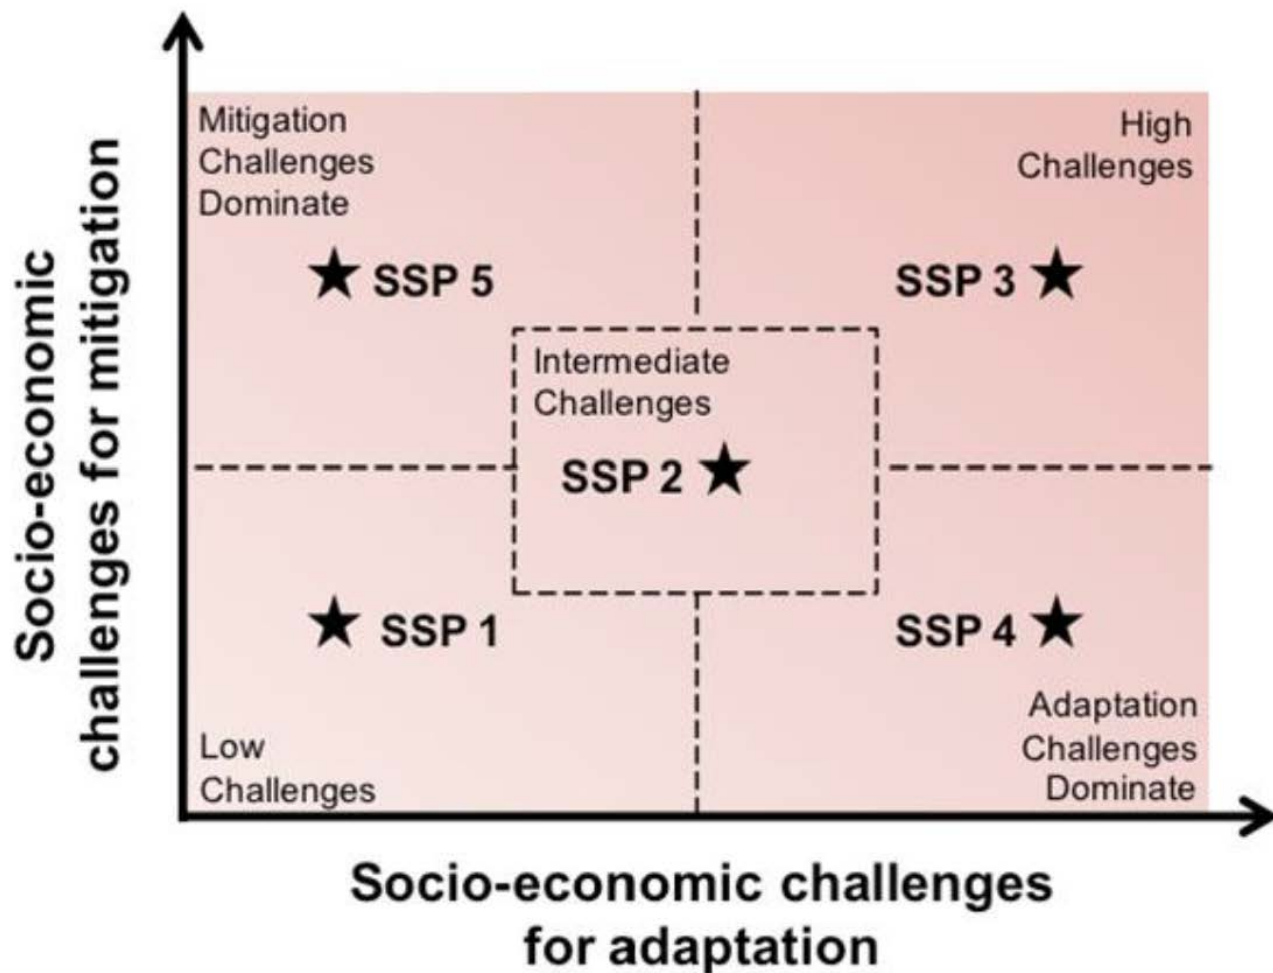 Socio-economic
challenges for mitigation
Mitigation
Challenges
Dominate
High
Challenges
SSP 5
SSP 3
Intermediate
Challenges
SSP 2
SSP 1
SSP 4
Low
Challenges
Adaptation
Challenges
Dominate
Socio-economic challenges
for adaptation